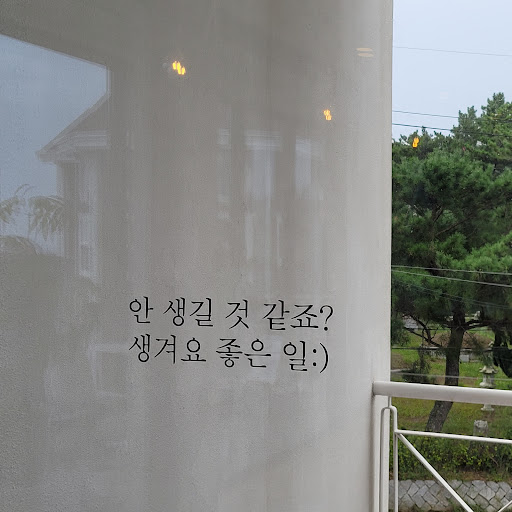 안 생길 것 같죠?
생겨요 좋은 일:)